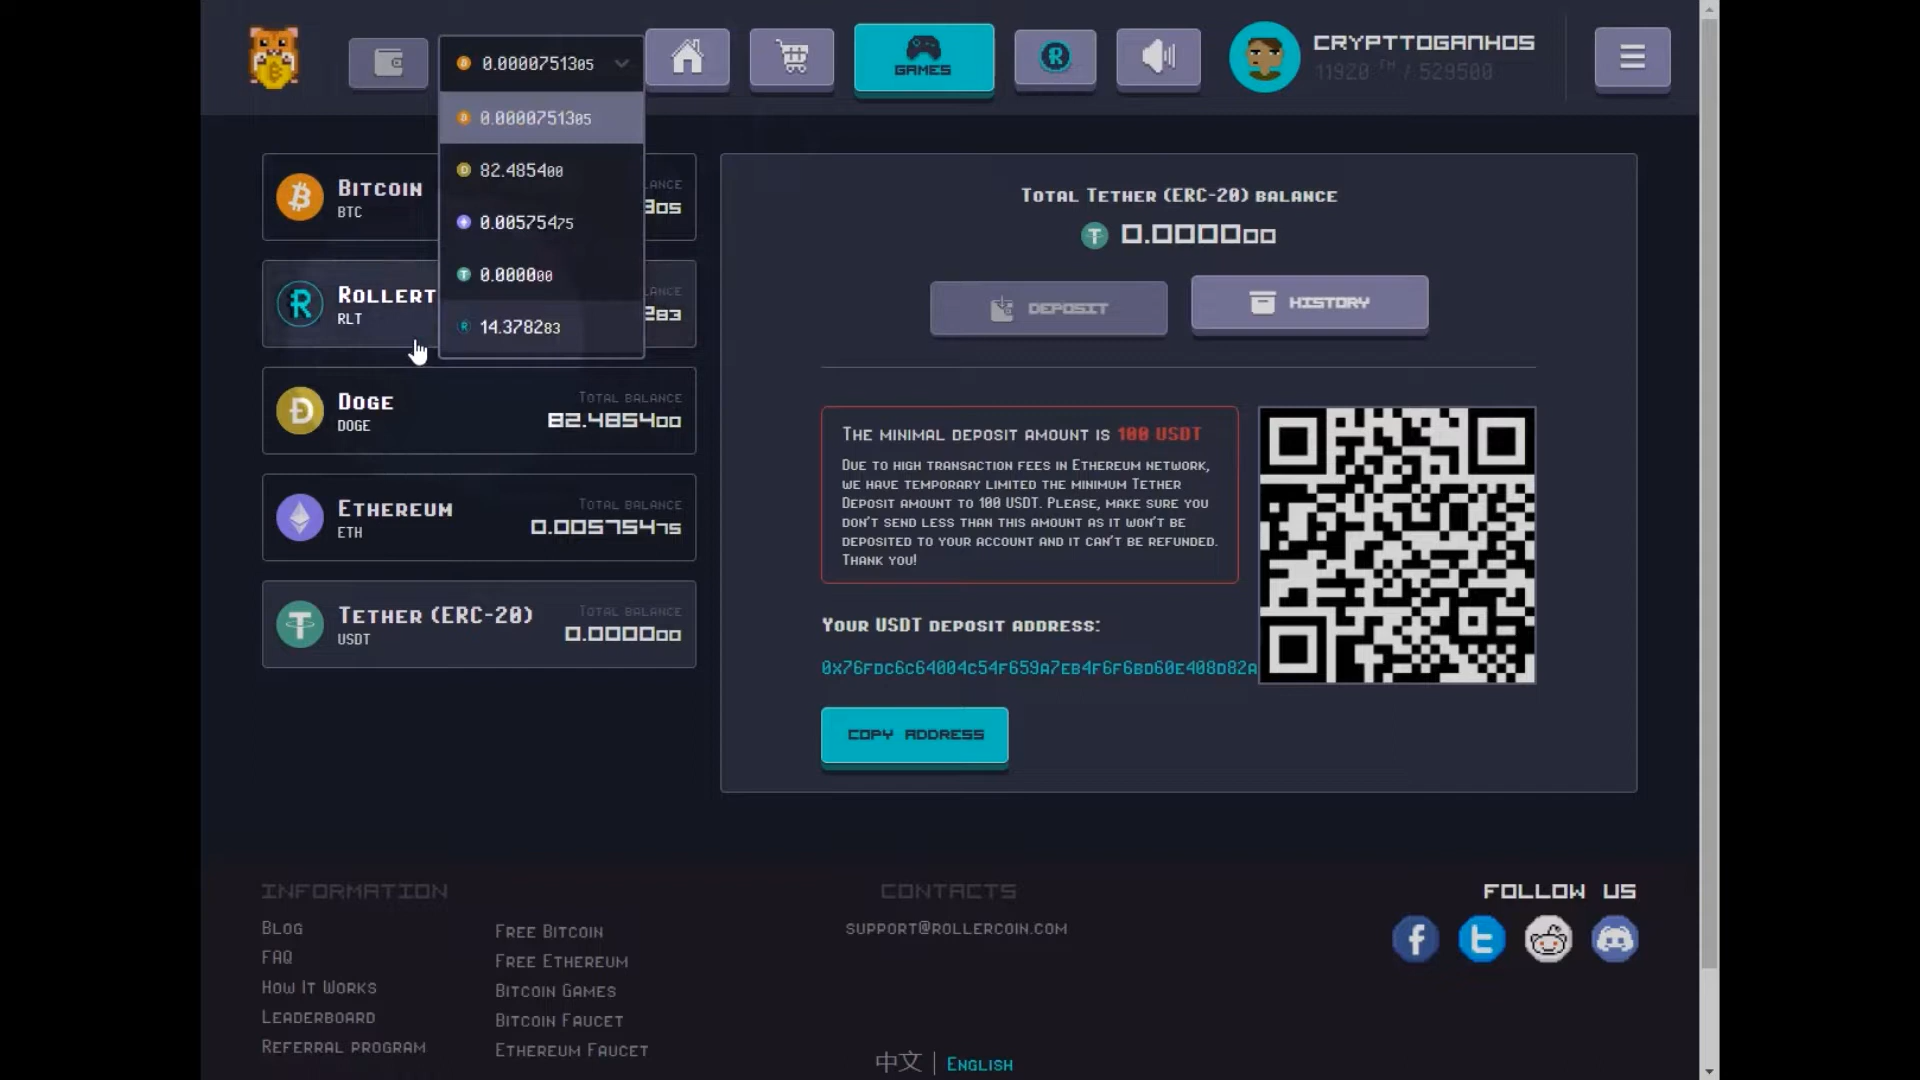 0.0000751305
GAMES
CRYPTTOGANHOS
11920 TH / 529500
0.0000751305
82.485400
0.00575475
0.000000
14.378283
BITCOIN
BTC
ROLLERT
RLT
283
DOGE
DOGE
TOTAL BALANCE
82.485400
ETHEREUM
ETH
TOTAL BALANCE
0.00575475
TETHER (ERC-20)
USDT
TOTAL BALANCE
0.000000
TOTAL TETHER (ERC-20) BALANCE
0.000000
DEPOSIT
HISTORY
THE MINIMAL DEPOSIT AMOUNT IS 100 USDT
DUE TO HIGH TRANSACTION FEES IN ETHEREUM NETWORK,
WE HAVE TEMPORARY LIMITED THE MINIMUM TETHER
DEPOSIT AMOUNT TO 100 USDT. PLEASE, MAKE SURE YOU
DON'T SEND LESS THAN THIS AMOUNT AS IT WON'T BE
DEPOSITED TO YOUR ACCOUNT AND IT CAN'T BE REFUNDED.
THANK YOU!
YOUR USDT DEPOSIT ADDRESS:
0X76FDC6C64004C54F659A7EB4F6F6BD60E408D82A
COPY ADDRESS
INFORMATION
BLOG
FAQ
HOW IT WORKS
LEADERBOARD
REFERRAL PROGRAM
FREE BITCOIN
FREE ETHEREUM
BITCOIN GAMES
BITCOIN FAUCET
ETHEREUM FAUCET
CONTACTS
SUPPORT@ROLLERCOIN.COM
中文 | ENGLISH
FOLLOW US